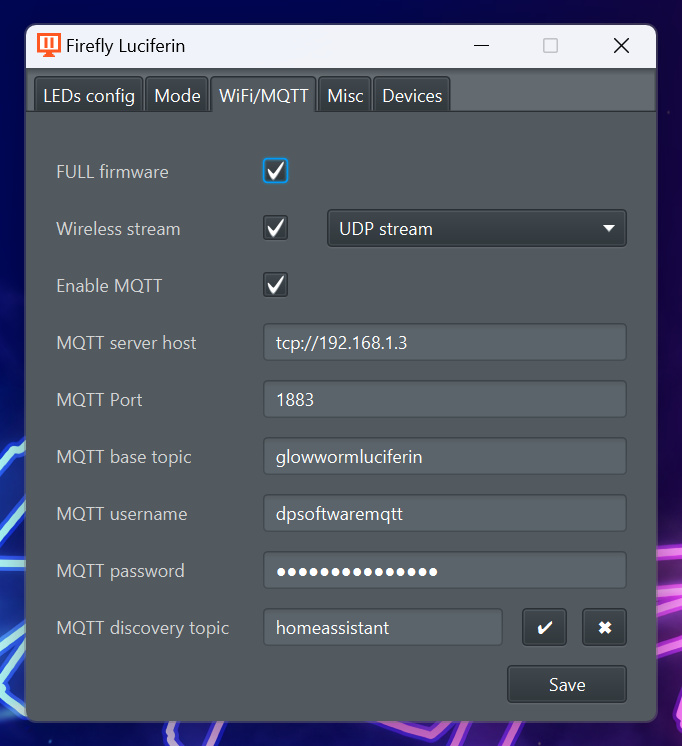 Firefly Luciferin
LEDs config Mode WiFi/MQTT Misc Devices
FULL firmware
Wireless stream UDP stream
Enable MQTT
MQTT server host tcp://192.168.1.3
MQTT Port 1883
MQTT base topic glowwormluciferin
MQTT username dpsoftwaremqtt
MQTT password ●●●●●●●●●●●●●●●
MQTT discovery topic homeassistant
Save